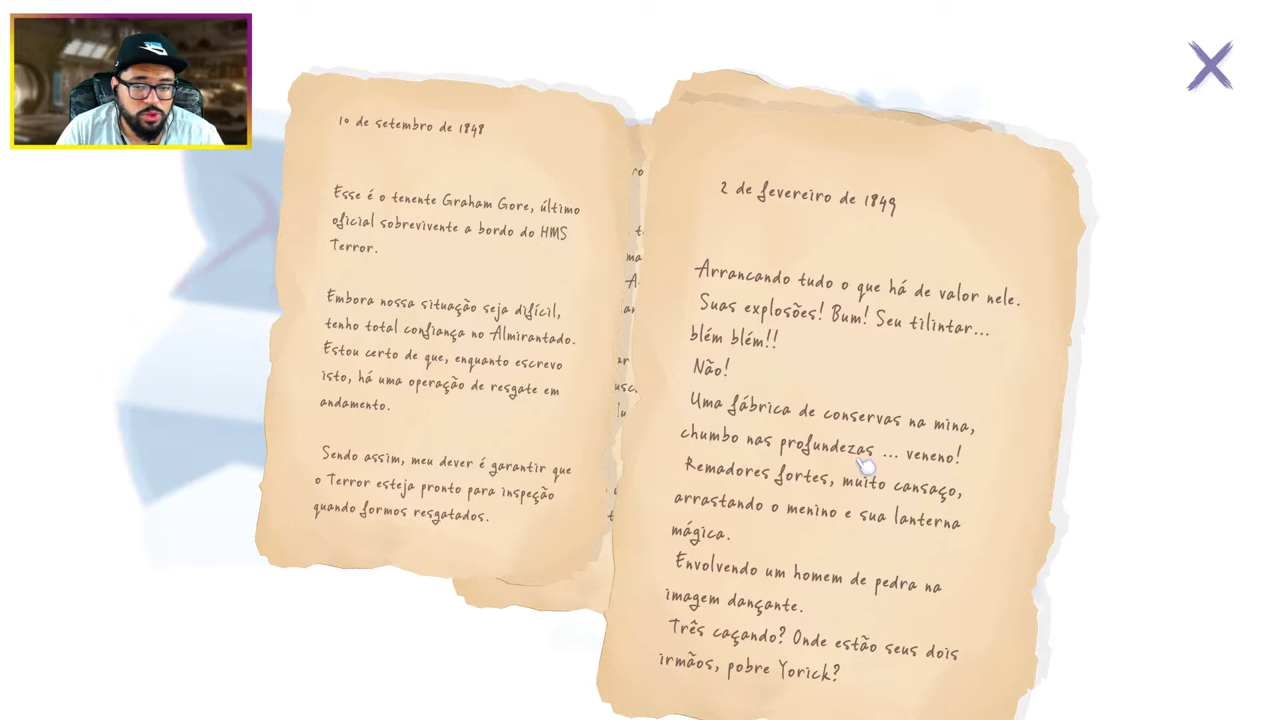 10 de setembro de 1848
Esse é o tenente Graham Gore, último
oficial sobrevivente a bordo do HMS
Terror.
Embora nossa situação seja difícil,
tenho total confiança no Almirantado.
Estou certo de que, enquanto escrevo
isto, há uma operação de resgate em
andamento.
Sendo assim, meu dever é garantir que
o Terror esteja pronto para inspeção
quando formos resgatados.
2 de fevereiro de 1849
Arrancando tudo o que há de valor nele.
Suas explosões! Bum! Seu tilintar...
blém blém!!
Não!
Uma fábrica de conservas na mina,
chumbo nas profundezas ... veneno!
Remadores fortes, muito cansaço,
arrastando o menino e sua lanterna
mágica.
Envolvendo um homem de pedra na
imagem dançante.
Três caçando? Onde estão seus dois
irmãos, pobre Yorick?